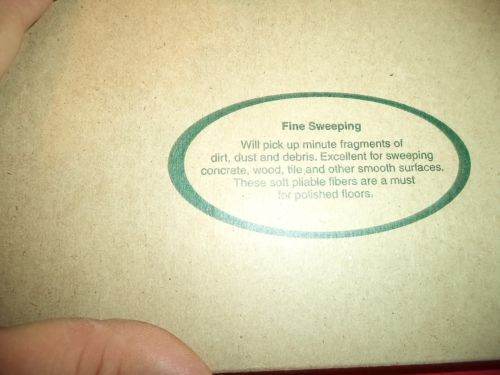 Fine Sweeping
Will pick up minute fragments of
dirt, dust and debris. Excellent for sweeping
concrete, wood, tile and other smooth surfaces.
These soft pliable fibers are a must
for polished floors.